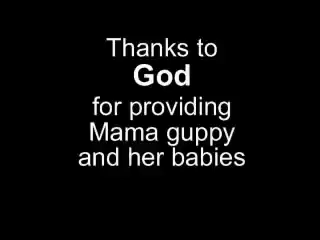 Thanks to
God
for providing
Mama guppy
and her babies